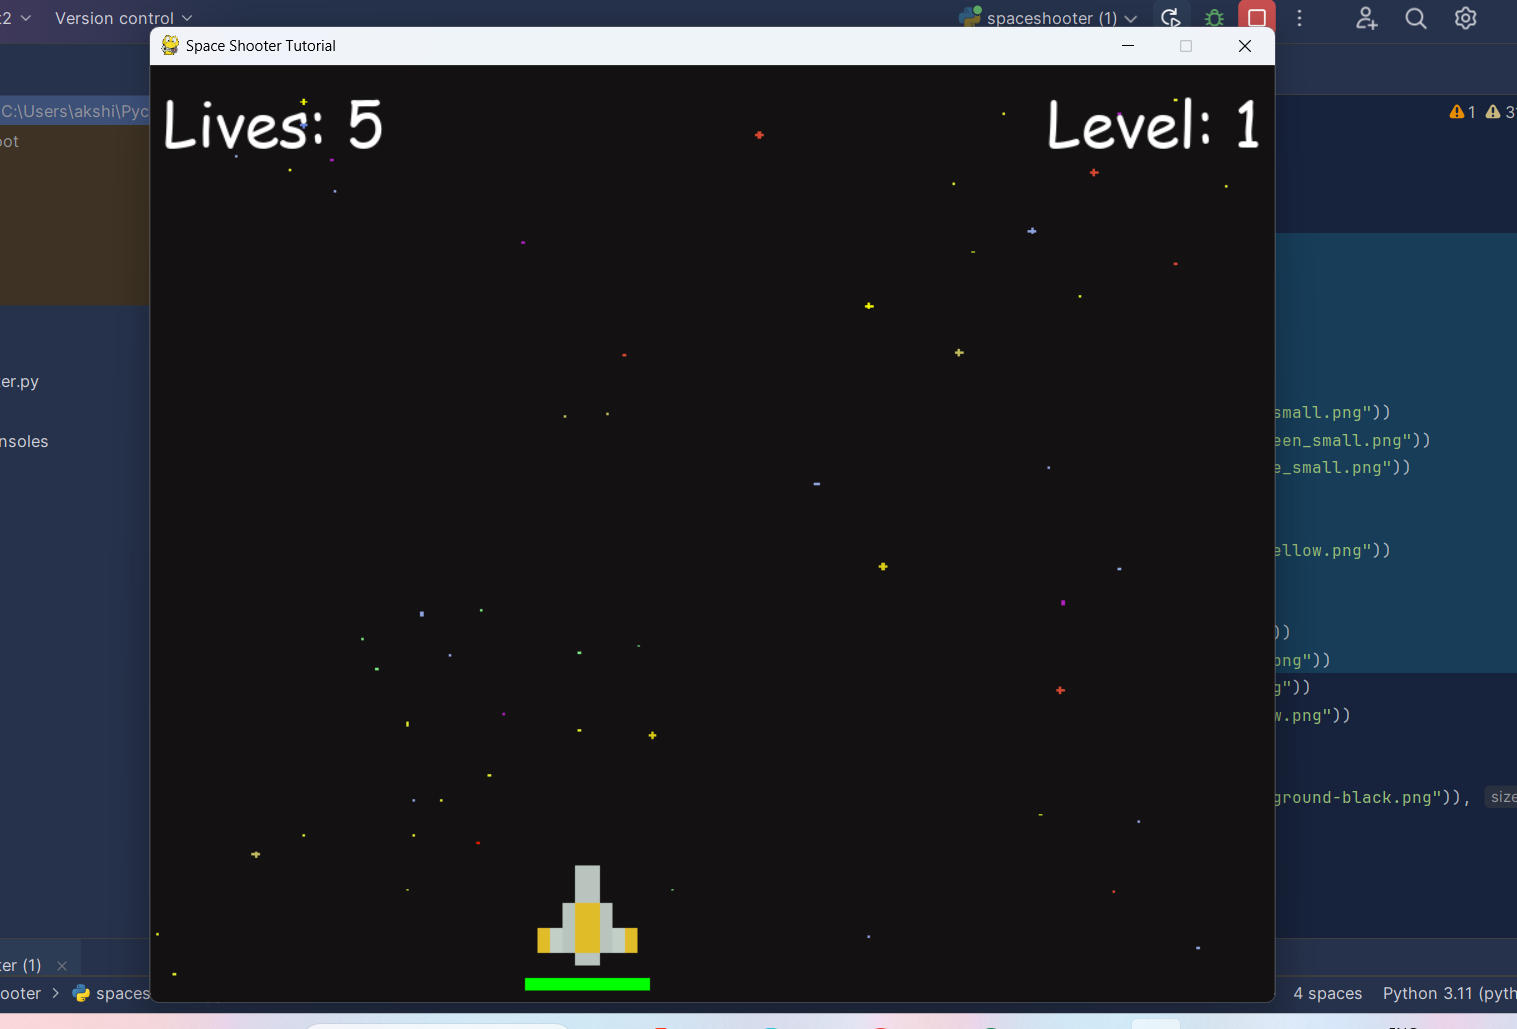 Version control
spaceshooter (1)
Space Shooter Tutorial
C:\Users\akshi\Pyc
Lives: 5
Level: 1
1
er.py
small.png"))
een_small.png"))
nsoles
e_small.png"))
ellow.png"))
))
png"))
g"))
w.png"))
ground-black.png")), size
er (1)
ooter > spaces
4 spaces
Python 3.11 (pyth